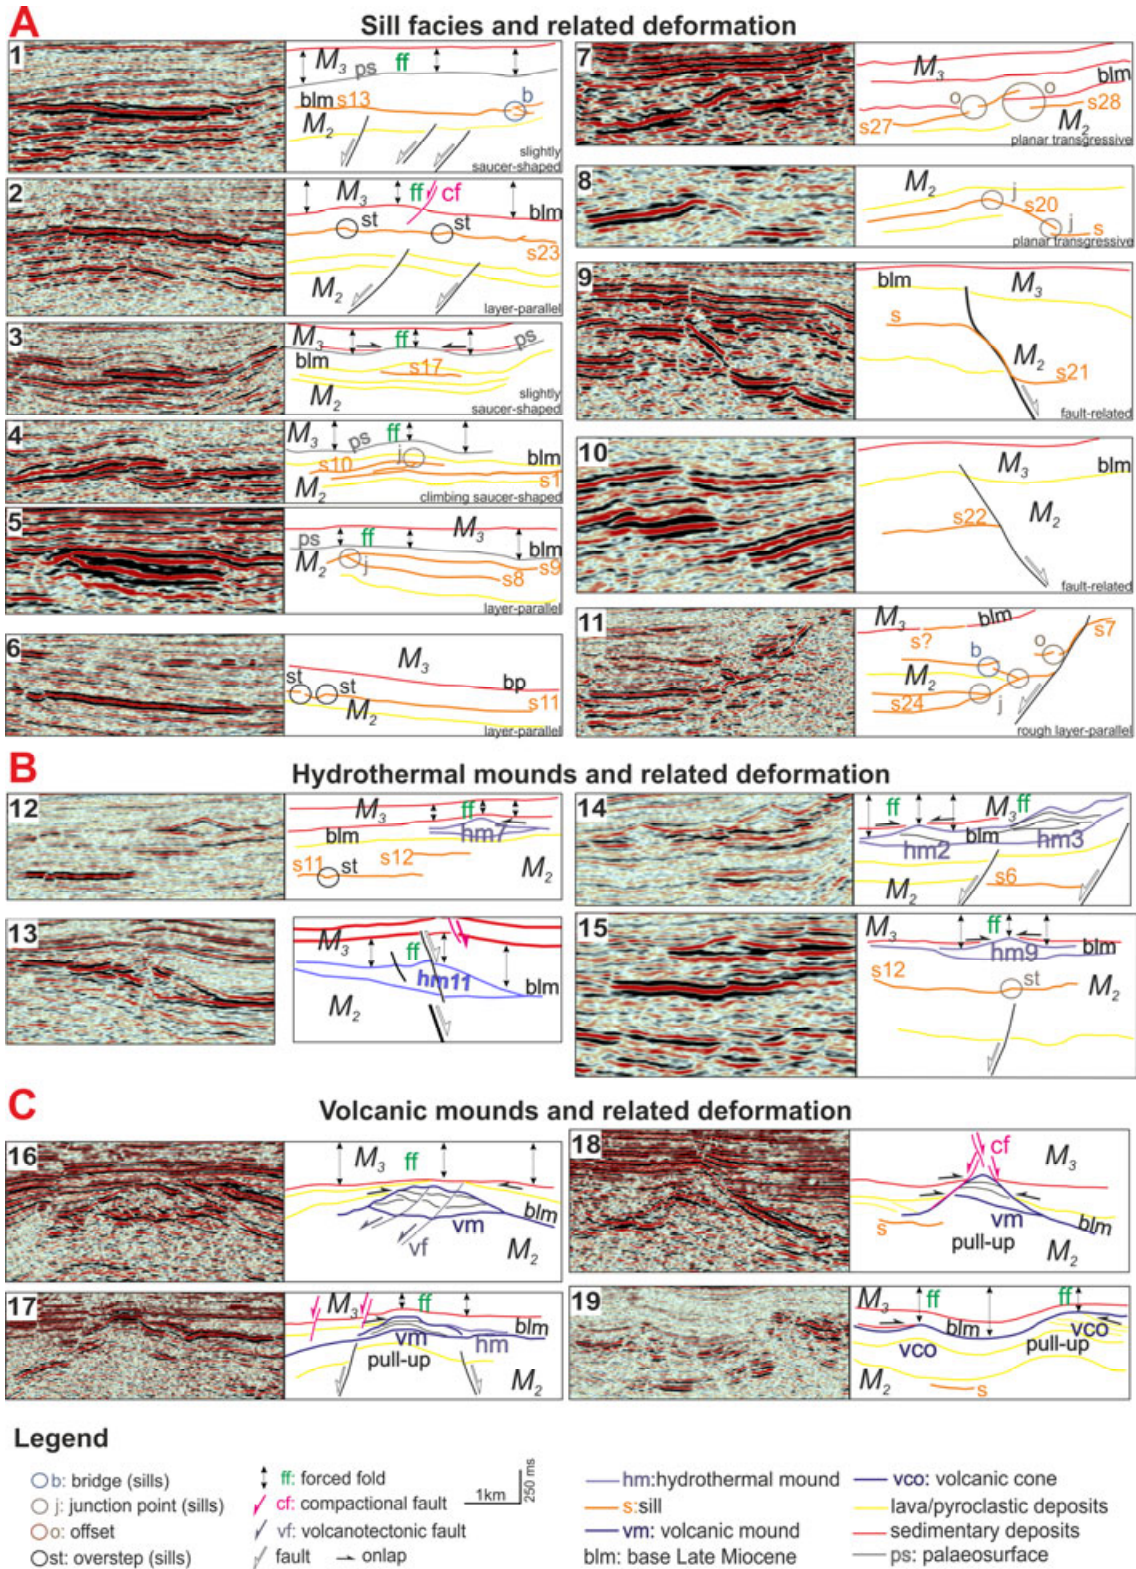 A Sill facies and related deformation
1
M3
ps
ff
blm
s13
b
M2
slightly
saucer-shaped
2
M3
ff
cf
st
st
blm
s23
M2
layer-parallel
3
M3
ff
ps
blm
s17
M2
slightly
saucer-shaped
4
M3
ps
ff
j
s10
blm
M2
s1
climbing saucer-shaped
5
ps
ff
M3
blm
M2
j
s8
s9
layer-parallel
6
st
st
M3
bp
M2
s11
layer-parallel
7
M3
blm
o
o
s28
s27
M2
planar transgressive
8
M2
j
s20
j
s
planar transgressive
9
blm
M3
s
M2
s21
fault-related
10
M3
blm
s22
M2
fault-related
11
M3
s?
blm
b
o
s7
M2
s24
j
rough layer-parallel
B Hydrothermal mounds and related deformation
12
M3
ff
blm
hm7
s11
st
s12
M2
13
M3
ff
hm11
blm
M2
14
ff
M3
ff
hm2
blm
hm3
M2
s6
15
M3
ff
hm9
blm
s12
st
M2
C Volcanic mounds and related deformation
16
M3
ff
vm
vf
blm
M2
17
M3
ff
vm
hm
blm
pull-up
M2
18
cf
M3
s
vm
blm
pull-up
M2
19
M3
ff
ff
blm
vco
vco
pull-up
M2
s
Legend
b: bridge (sills)
j: junction point (sills)
o: offset
st: overstep (sills)
ff: forced fold
cf: compactional fault
vf: volcanotectonic fault
fault
onlap
1km
250 ms
hm:hydrothermal mound
s:sill
vm: volcanic mound
blm: base Late Miocene
vco: volcanic cone
lava/pyroclastic deposits
sedimentary deposits
ps: palaeosurface